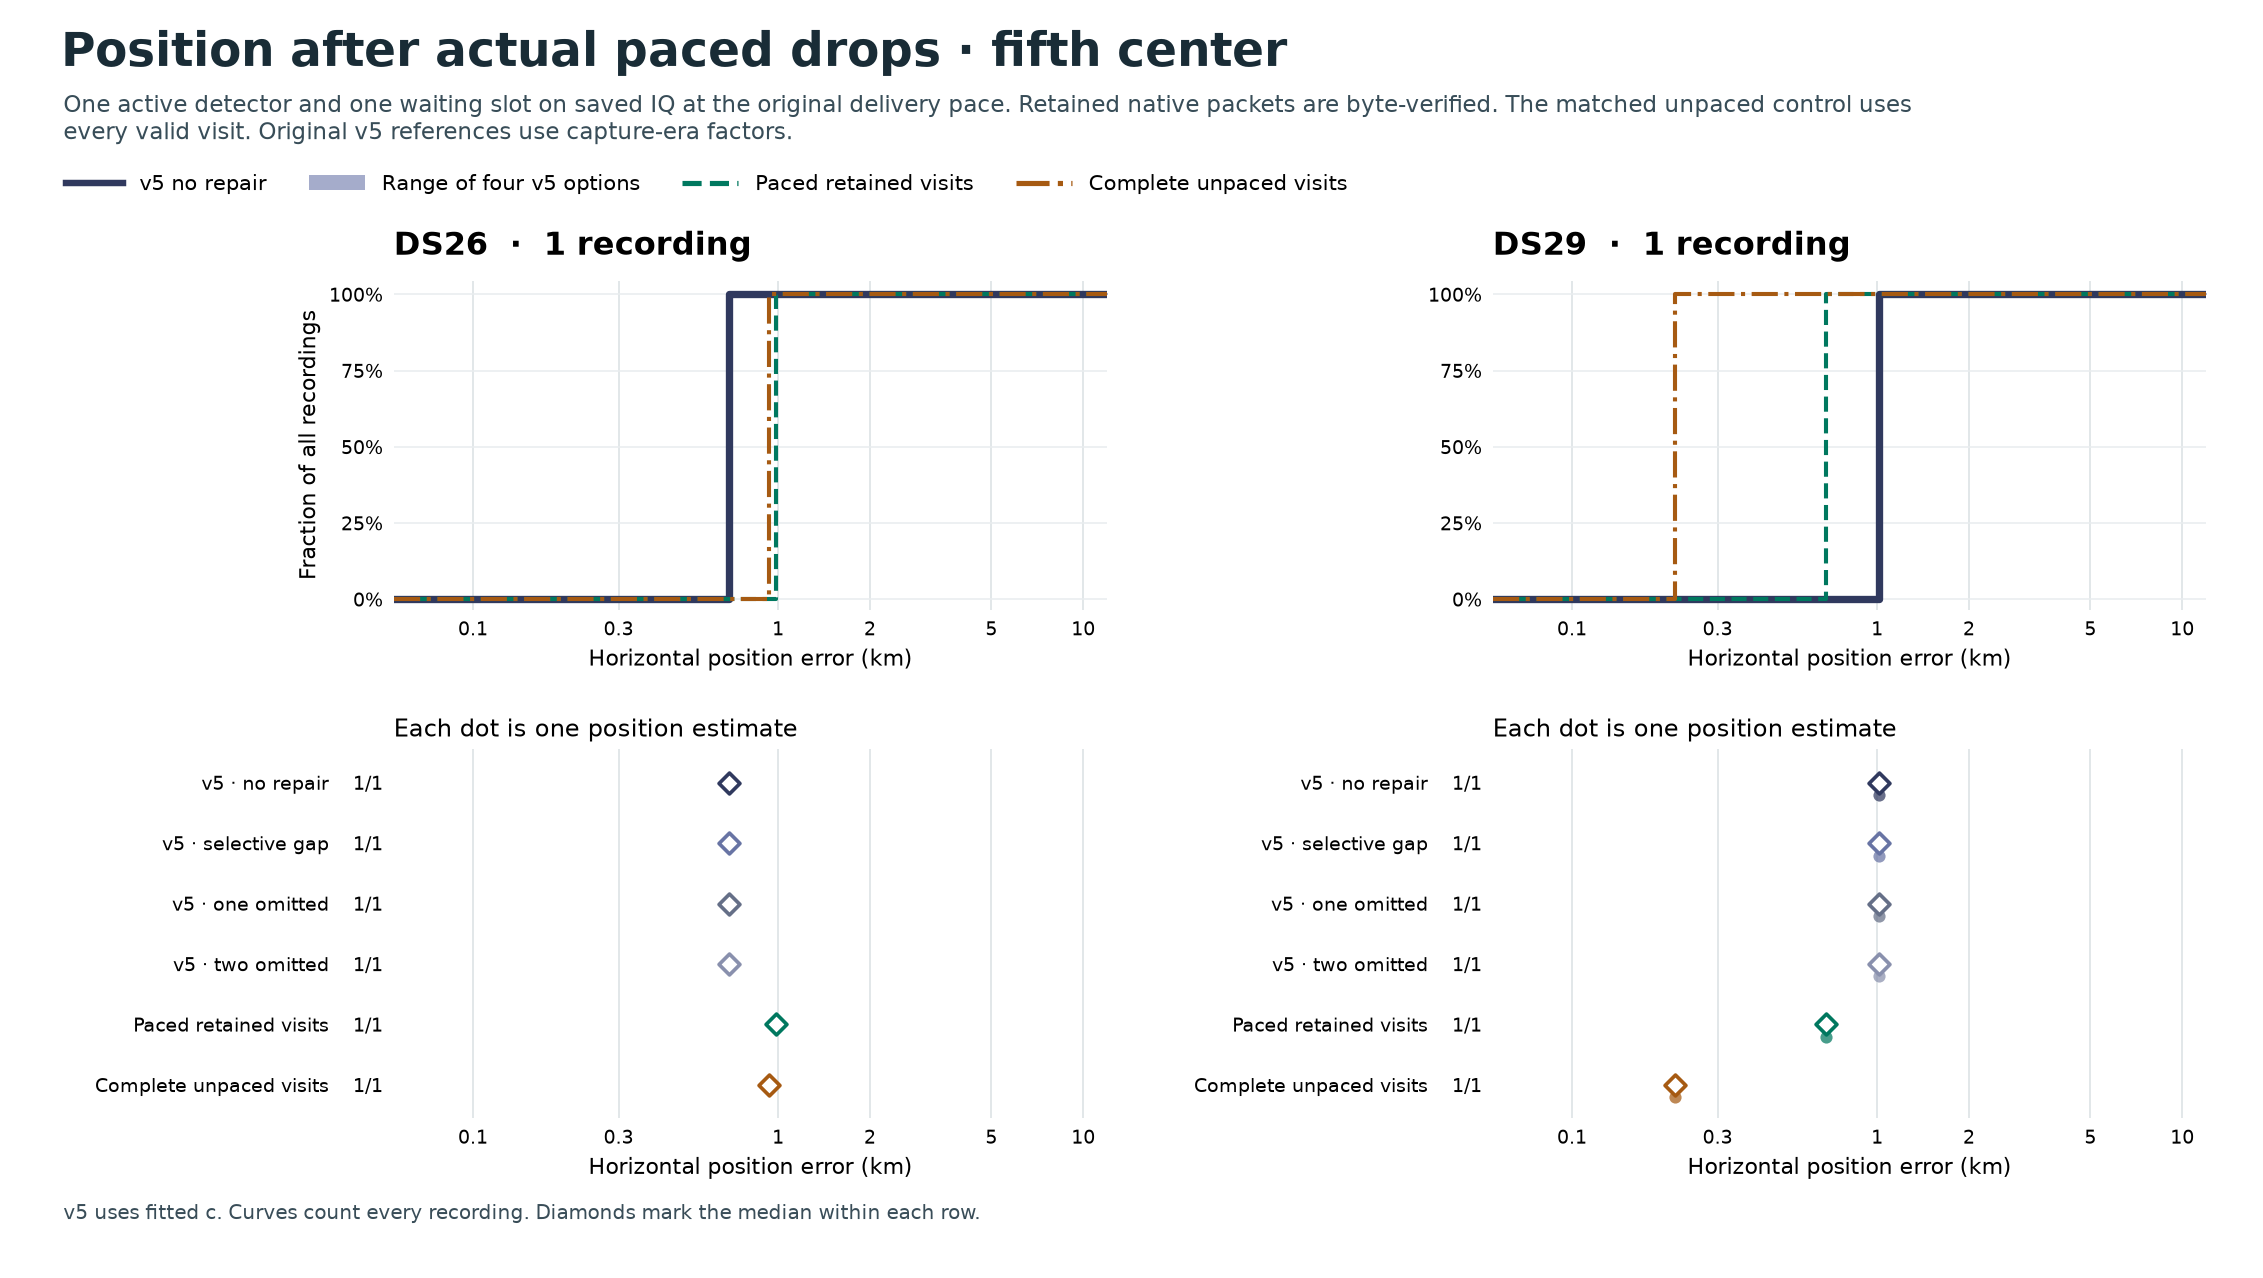 Position after actual paced drops · fifth center
One active detector and one waiting slot on saved IQ at the original delivery pace. Retained native packets are byte-verified. The matched unpaced control uses
every valid visit. Original v5 references use capture-era factors.
v5 no repair
Range of four v5 options
Paced retained visits
Complete unpaced visits
DS26 · 1 recording
Fraction of all recordings
100%
75%
50%
25%
0%
0.1 0.3 1 2 5 10
Horizontal position error (km)
DS29 · 1 recording
100%
75%
50%
25%
0%
0.1 0.3 1 2 5 10
Horizontal position error (km)
Each dot is one position estimate
v5 · no repair 1/1
v5 · selective gap 1/1
v5 · one omitted 1/1
v5 · two omitted 1/1
Paced retained visits 1/1
Complete unpaced visits 1/1
0.1 0.3 1 2 5 10
Horizontal position error (km)
Each dot is one position estimate
v5 · no repair 1/1
v5 · selective gap 1/1
v5 · one omitted 1/1
v5 · two omitted 1/1
Paced retained visits 1/1
Complete unpaced visits 1/1
0.1 0.3 1 2 5 10
Horizontal position error (km)
v5 uses fitted c. Curves count every recording. Diamonds mark the median within each row.